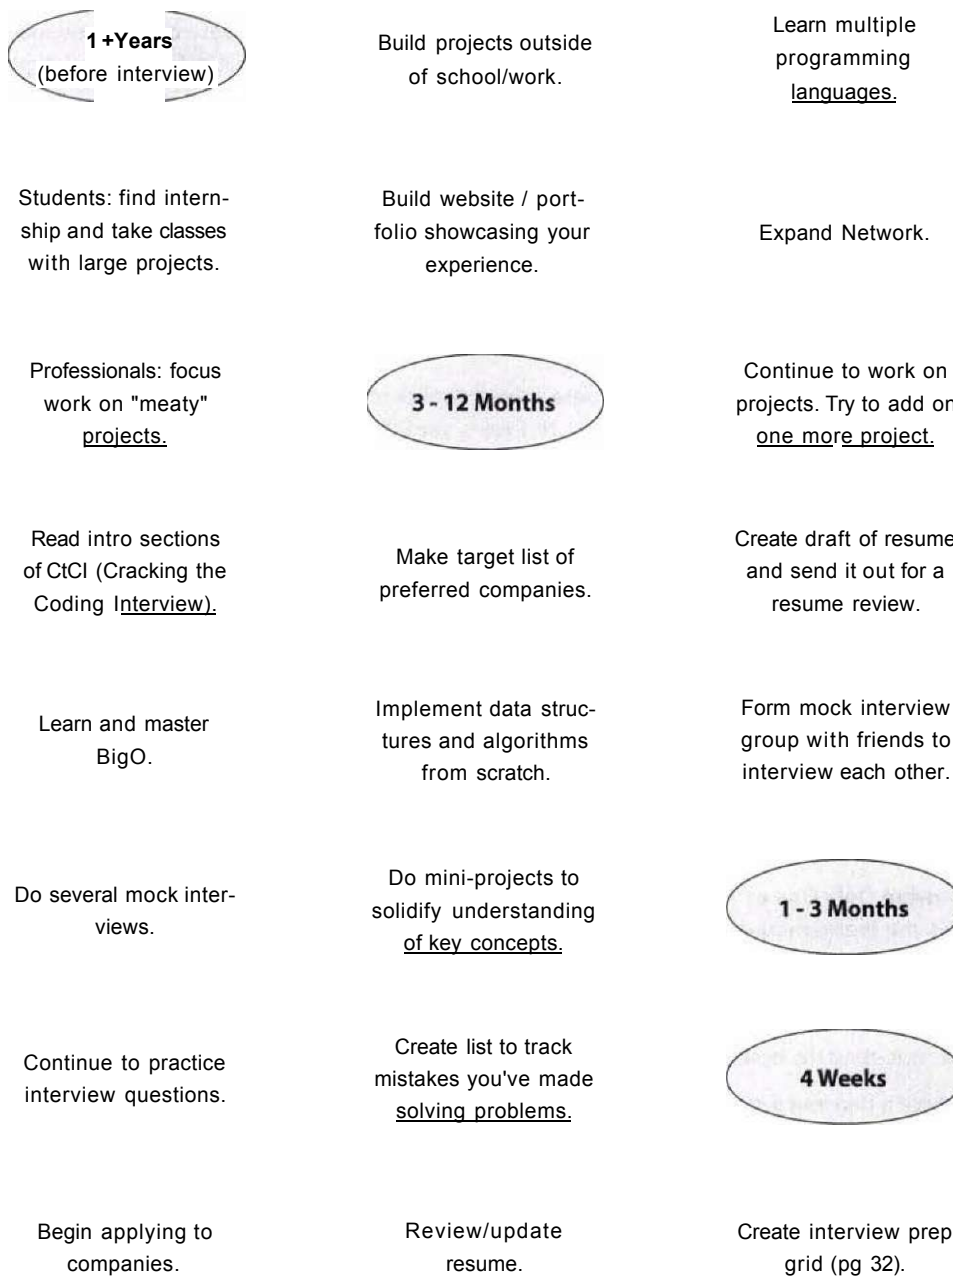 1 +Years
(before interview)
Build projects outside
of school/work.
Learn multiple
programming
languages.
Students: find intern-
ship and take classes
with large projects.
Build website / port-
folio showcasing your
experience.
Expand Network.
Professionals: focus
work on "meaty"
projects.
3 - 12 Months
Continue to work on
projects. Try to add on
one more project.
Read intro sections
of CtCI (Cracking the
Coding Interview).
Make target list of
preferred companies.
Create draft of resume
and send it out for a
resume review.
Learn and master
BigO.
Implement data struc-
tures and algorithms
from scratch.
Form mock interview
group with friends to
interview each other.
Do several mock inter-
views.
Do mini-projects to
solidify understanding
of key concepts.
1 - 3 Months
Continue to practice
interview questions.
Create list to track
mistakes you've made
solving problems.
4 Weeks
Begin applying to
companies.
Review/update
resume.
Create interview prep
grid (pg 32).